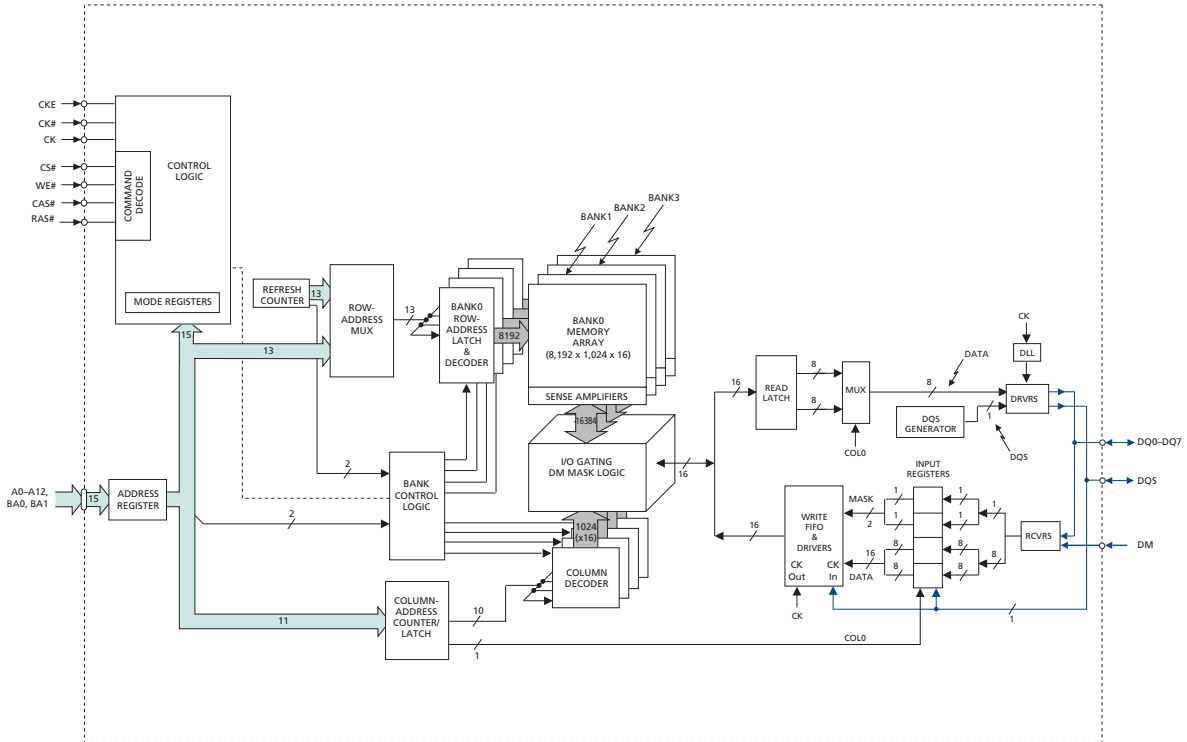 CKE
CK#
CK
CS#
WE#
CAS#
RAS#
COMMAND
DECODE
CONTROL
LOGIC
MODE REGISTERS
15
REFRESH
COUNTER
13
13
ROW-
ADDRESS
MUX
13
BANK0
ROW-
ADDRESS
LATCH
&
DECODER
8192
BANK1
BANK2
BANK3
BANK0
MEMORY
ARRAY
(8,192 x 1,024 x 16)
SENSE AMPLIFIERS
16384
I/O GATING
DM MASK LOGIC
16
A0–A12,
BA0, BA1
15
ADDRESS
REGISTER
2
2
BANK
CONTROL
LOGIC
1024
(x16)
COLUMN
DECODER
11
COLUMN-
ADDRESS
COUNTER/
LATCH
10
1
COL0
16
READ
LATCH
8
8
MUX
COL0
8
DATA
DQS
GENERATOR
1
DQS
CK
DLL
DRVRS
DQ0–DQ7
DQS
DM
INPUT
REGISTERS
16
WRITE
FIFO
&
DRIVERS
CK
Out
CK
In
CK
MASK
2
16
DATA
1
1
8
8
1
1
8
8
1
8
RCVRS
1